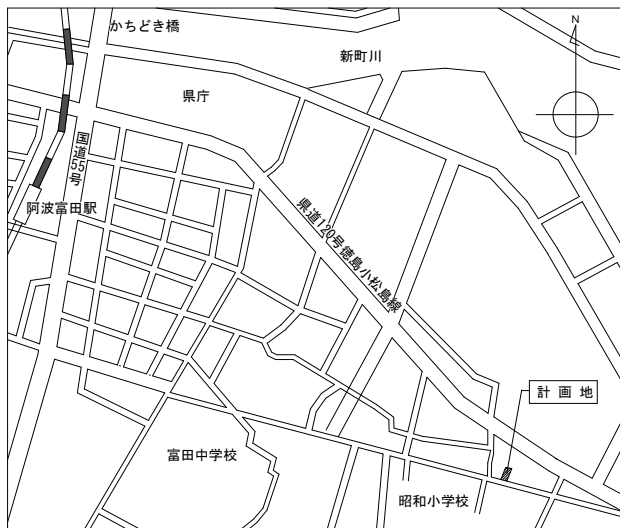 かちどき橋
N
新町川
県庁
国道55号
阿波富田駅
県道120号徳島小松島線
計画地
富田中学校
昭和小学校